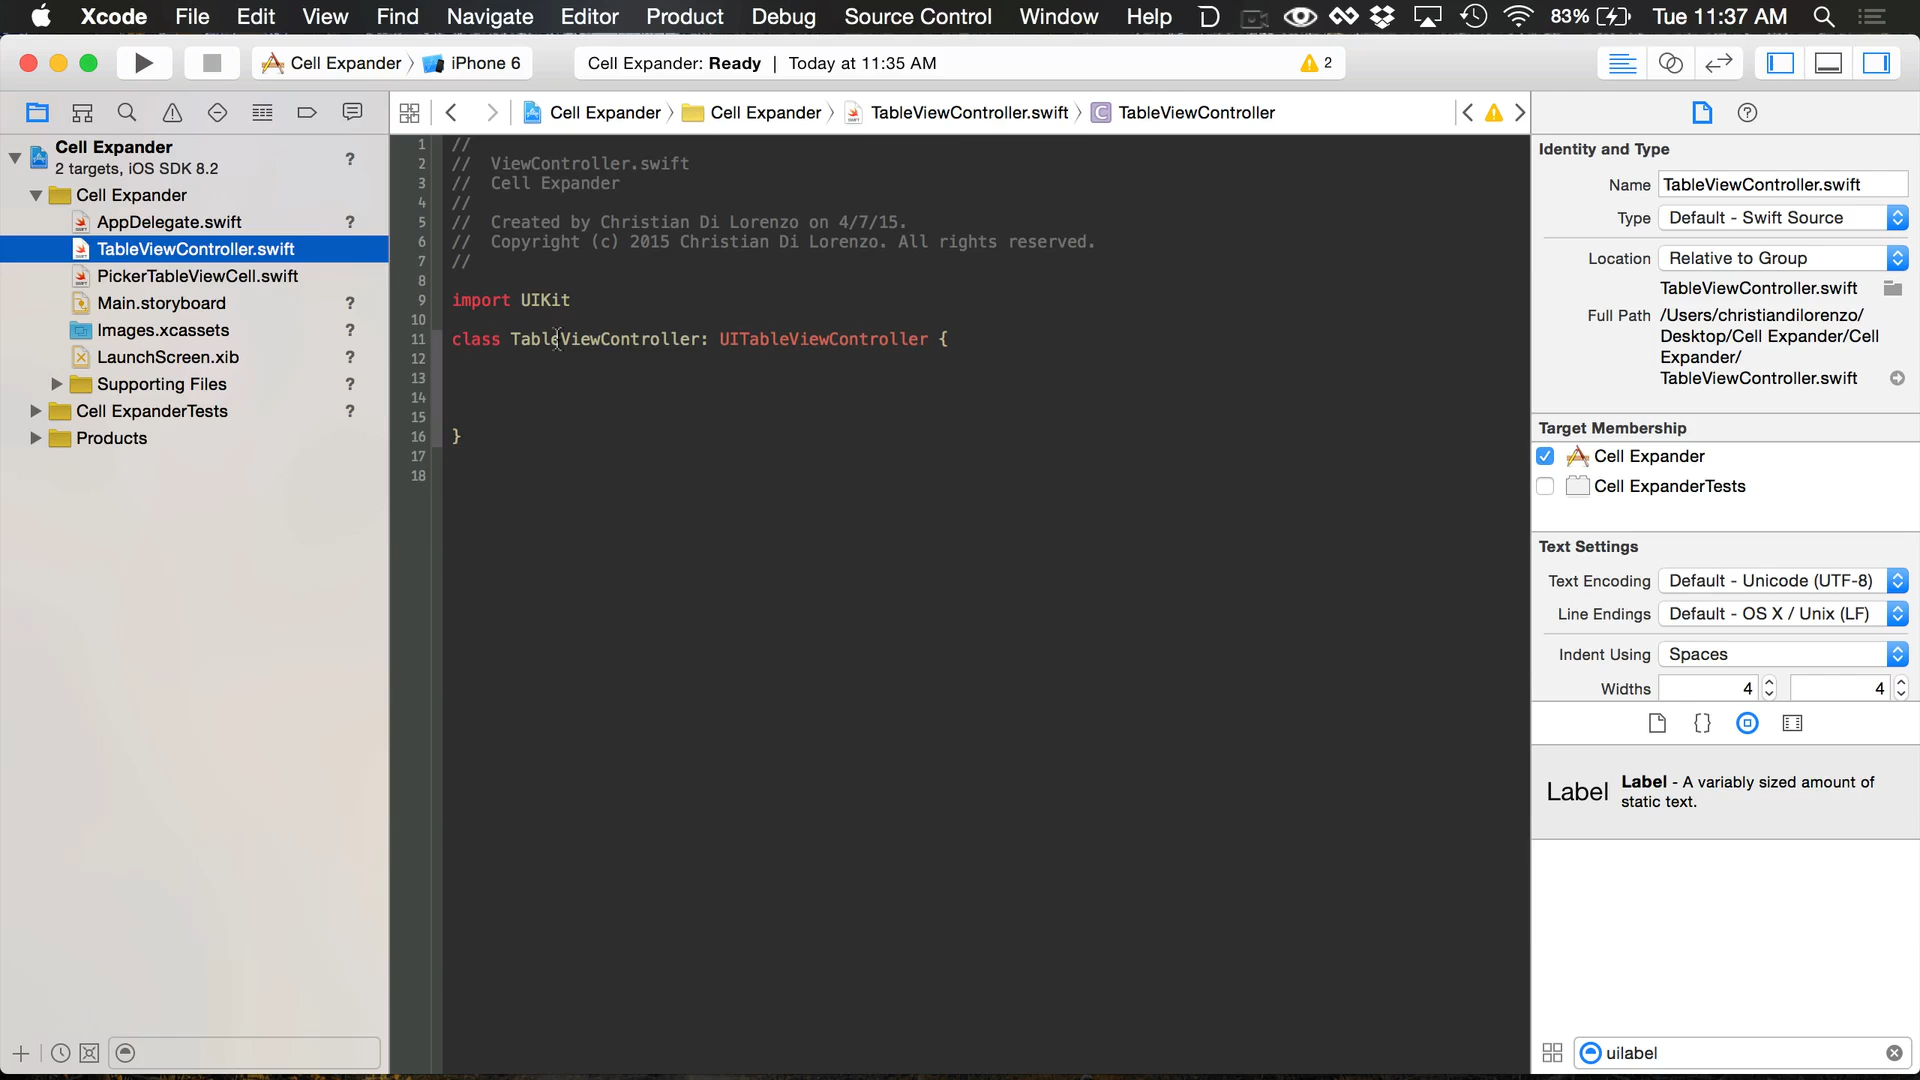 Xcode File Edit View Find Navigate Editor Product Debug Source Control Window Help 83% Tue 11:37 AM
Cell Expander iPhone 6 Cell Expander: Ready | Today at 11:35 AM 2
Cell Expander Cell Expander TableViewController.swift C TableViewController
Cell Expander
2 targets, iOS SDK 8.2 ?
Cell Expander
AppDelegate.swift ?
TableViewController.swift
PickerTableViewCell.swift
Main.storyboard ?
Images.xcassets ?
LaunchScreen.xib ?
Supporting Files ?
Cell ExpanderTests ?
Products
1 //
2 //  ViewController.swift
3 //  Cell Expander
4 //
5 //  Created by Christian Di Lorenzo on 4/7/15.
6 //  Copyright (c) 2015 Christian Di Lorenzo. All rights reserved.
7 //
8
9 import UIKit
10
11 class TableViewController: UITableViewController {
12
13
14
15
16 }
17
18
Identity and Type
Name TableViewController.swift
Type Default - Swift Source
Location Relative to Group
TableViewController.swift
Full Path /Users/christiandilorenzo/
Desktop/Cell Expander/Cell
Expander/
TableViewController.swift
Target Membership
Cell Expander
Cell ExpanderTests
Text Settings
Text Encoding Default - Unicode (UTF-8)
Line Endings Default - OS X / Unix (LF)
Indent Using Spaces
Widths 4 4
{}
Label Label - A variably sized amount of
static text.
uilabel